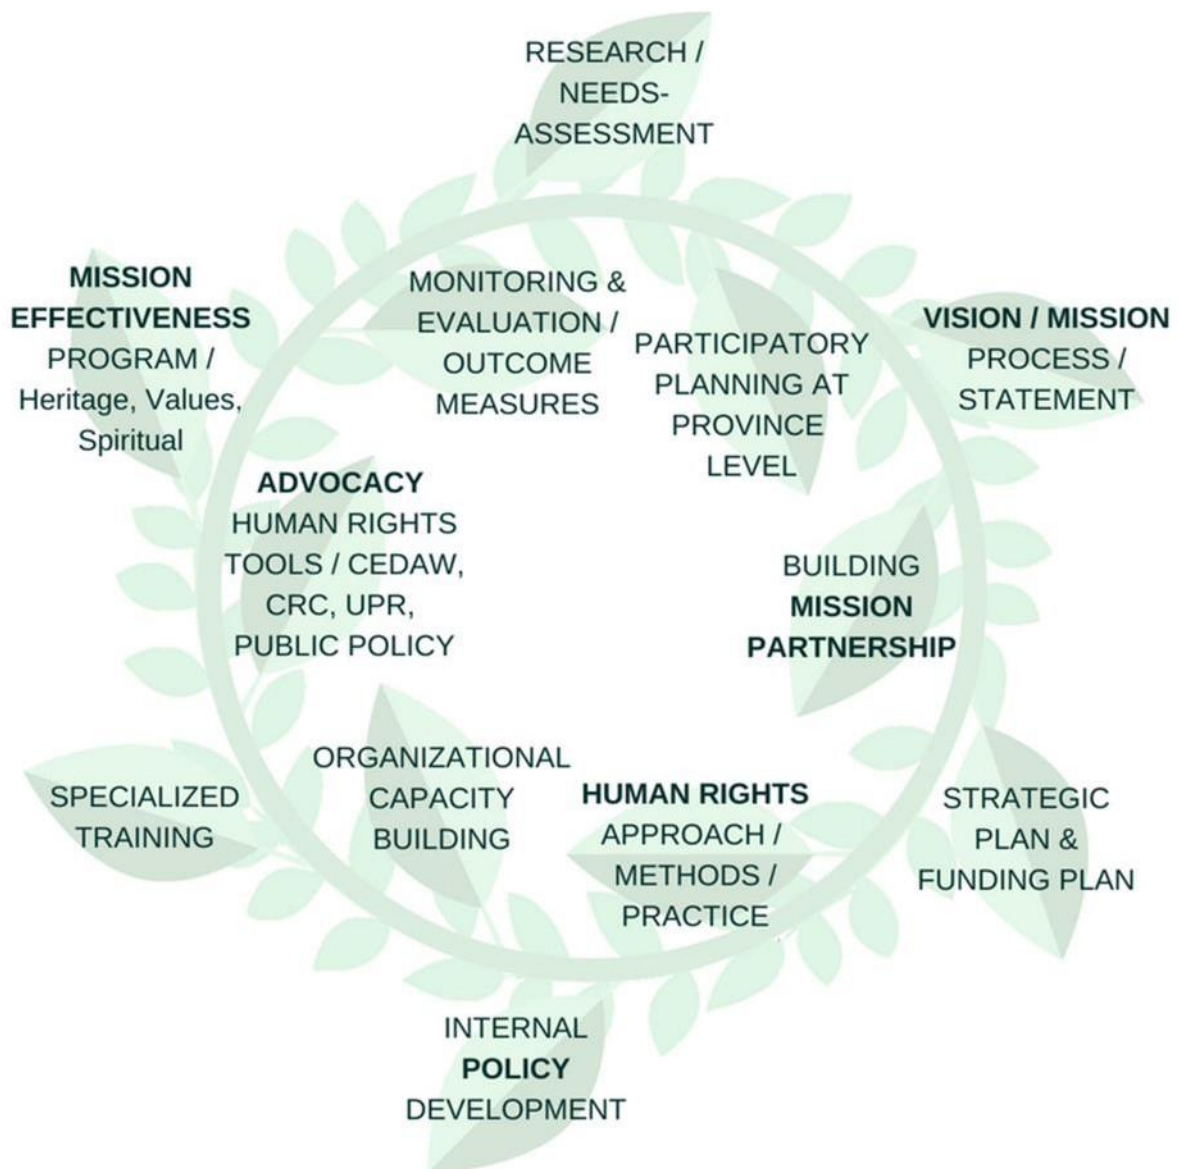 RESEARCH /
NEEDS-
ASSESSMENT
MISSION
EFFECTIVENESS
PROGRAM /
Heritage, Values,
Spiritual
MONITORING &
EVALUATION /
OUTCOME
MEASURES
PARTICIPATORY
PLANNING AT
PROVINCE
LEVEL
VISION / MISSION
PROCESS /
STATEMENT
ADVOCACY
HUMAN RIGHTS
TOOLS / CEDAW,
CRC, UPR,
PUBLIC POLICY
BUILDING
MISSION
PARTNERSHIP
SPECIALIZED
TRAINING
ORGANIZATIONAL
CAPACITY
BUILDING
HUMAN RIGHTS
APPROACH /
METHODS /
PRACTICE
STRATEGIC
PLAN &
FUNDING PLAN
INTERNAL
POLICY
DEVELOPMENT